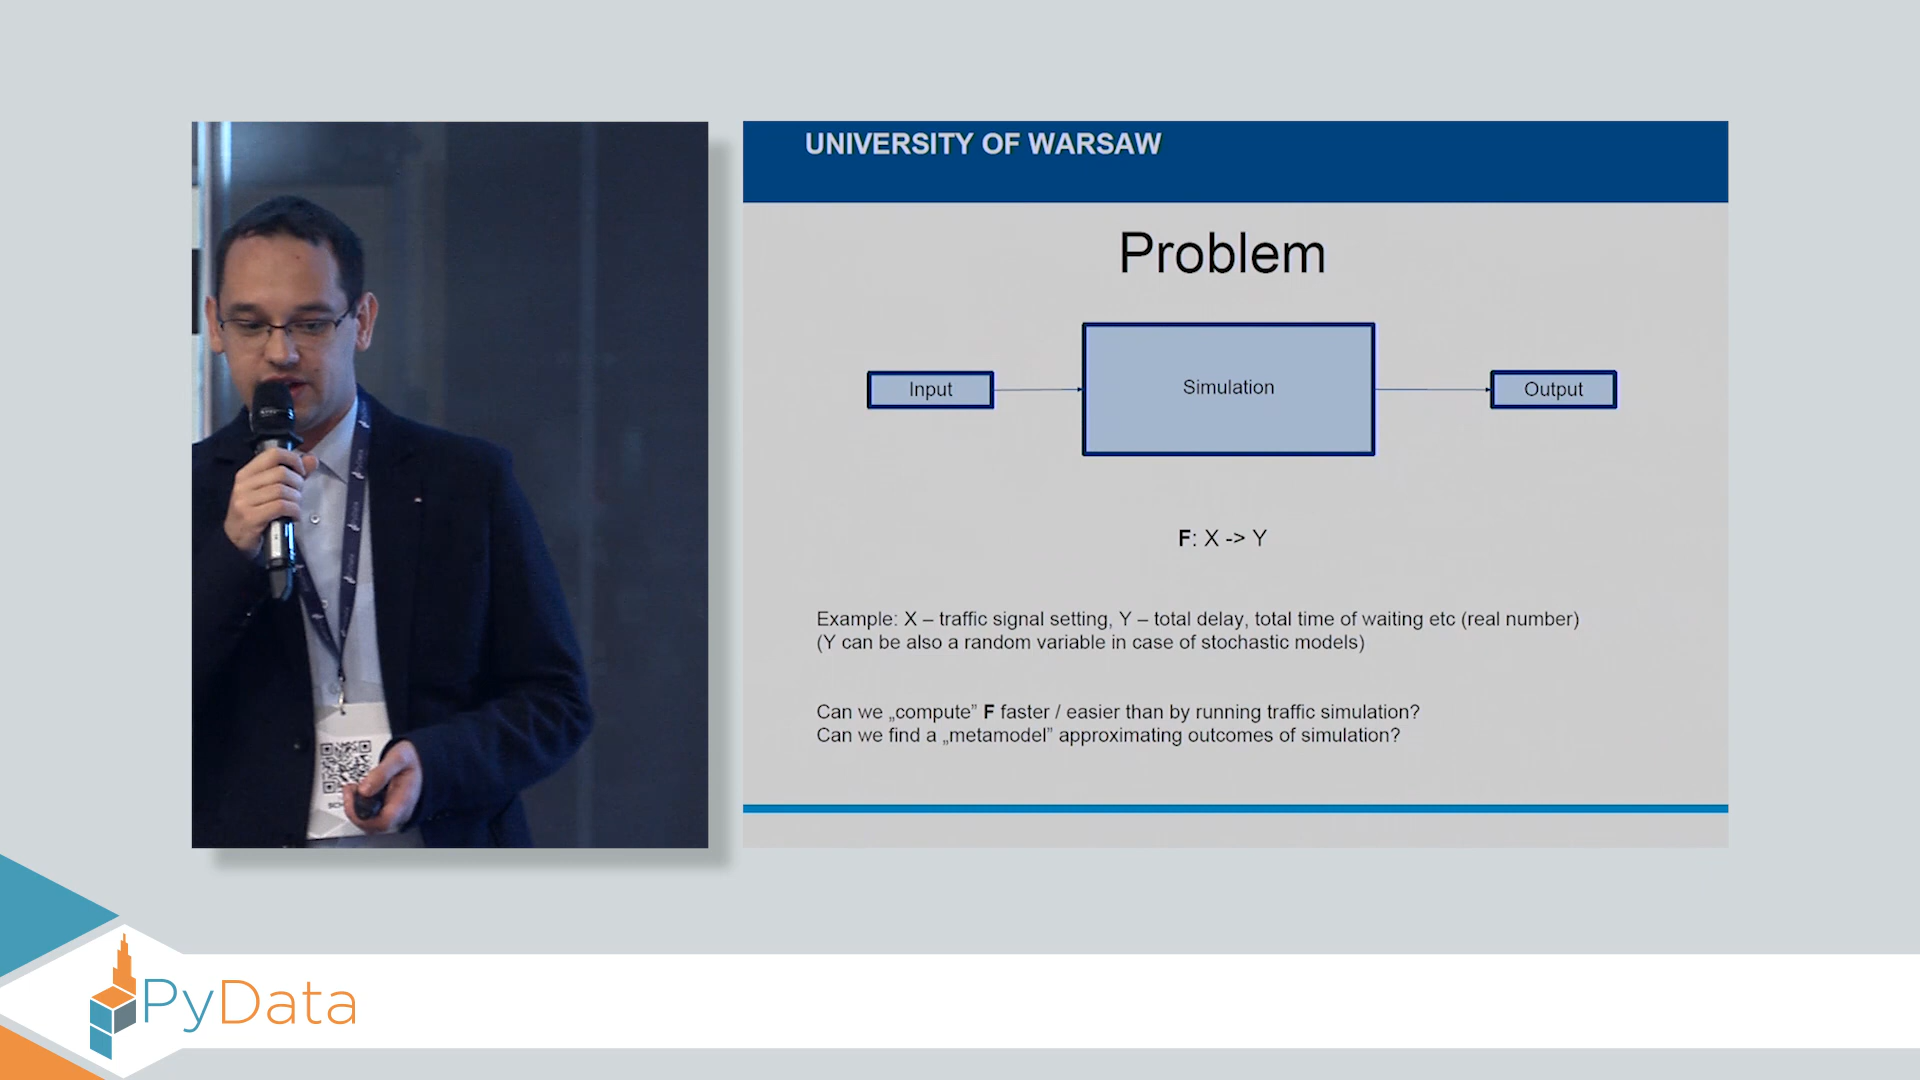 UNIVERSITY OF WARSAW
Problem
Input
Simulation
Output
F: X -> Y
Example: X – traffic signal setting, Y – total delay, total time of waiting etc (real number)
(Y can be also a random variable in case of stochastic models)
Can we „compute” F faster / easier than by running traffic simulation?
Can we find a „metamodel” approximating outcomes of simulation?
PyData